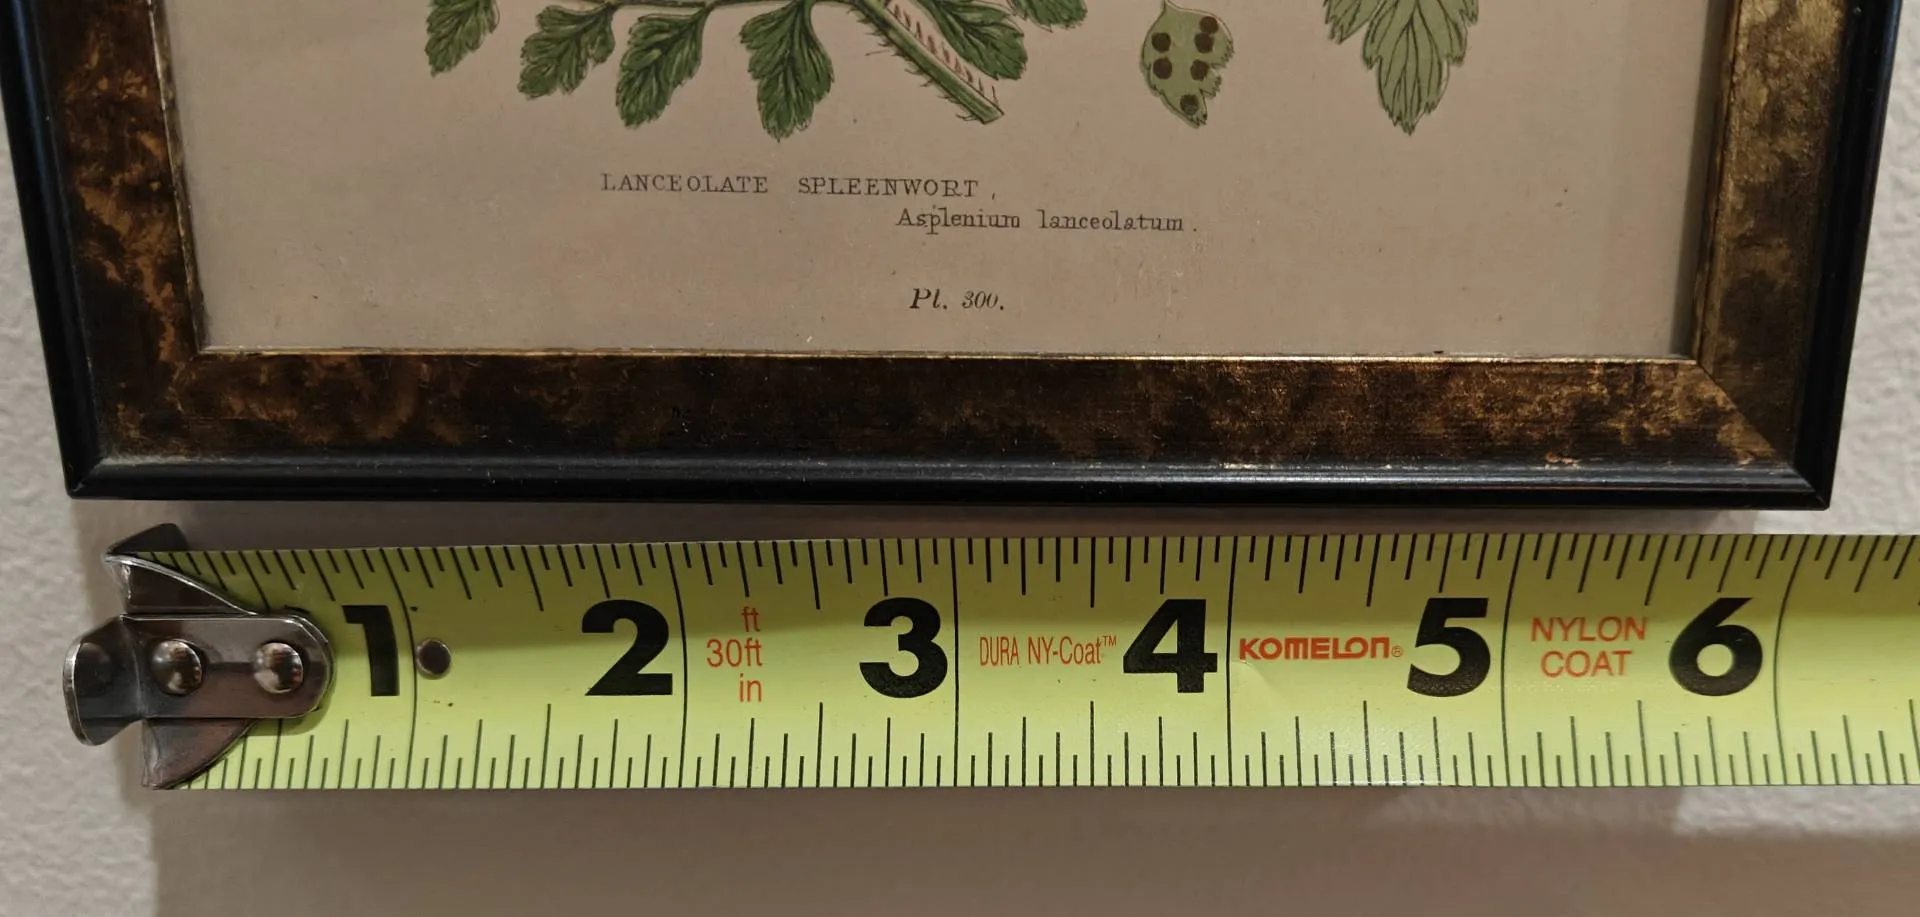 LANCEOLATE SPLEENWORT,
Asplenium lanceolatum.
Pl. 300.
1 2 ft 3 DURA NY-Coat™ 4 KOMELON® 5 NYLON 6
30ft COAT
in